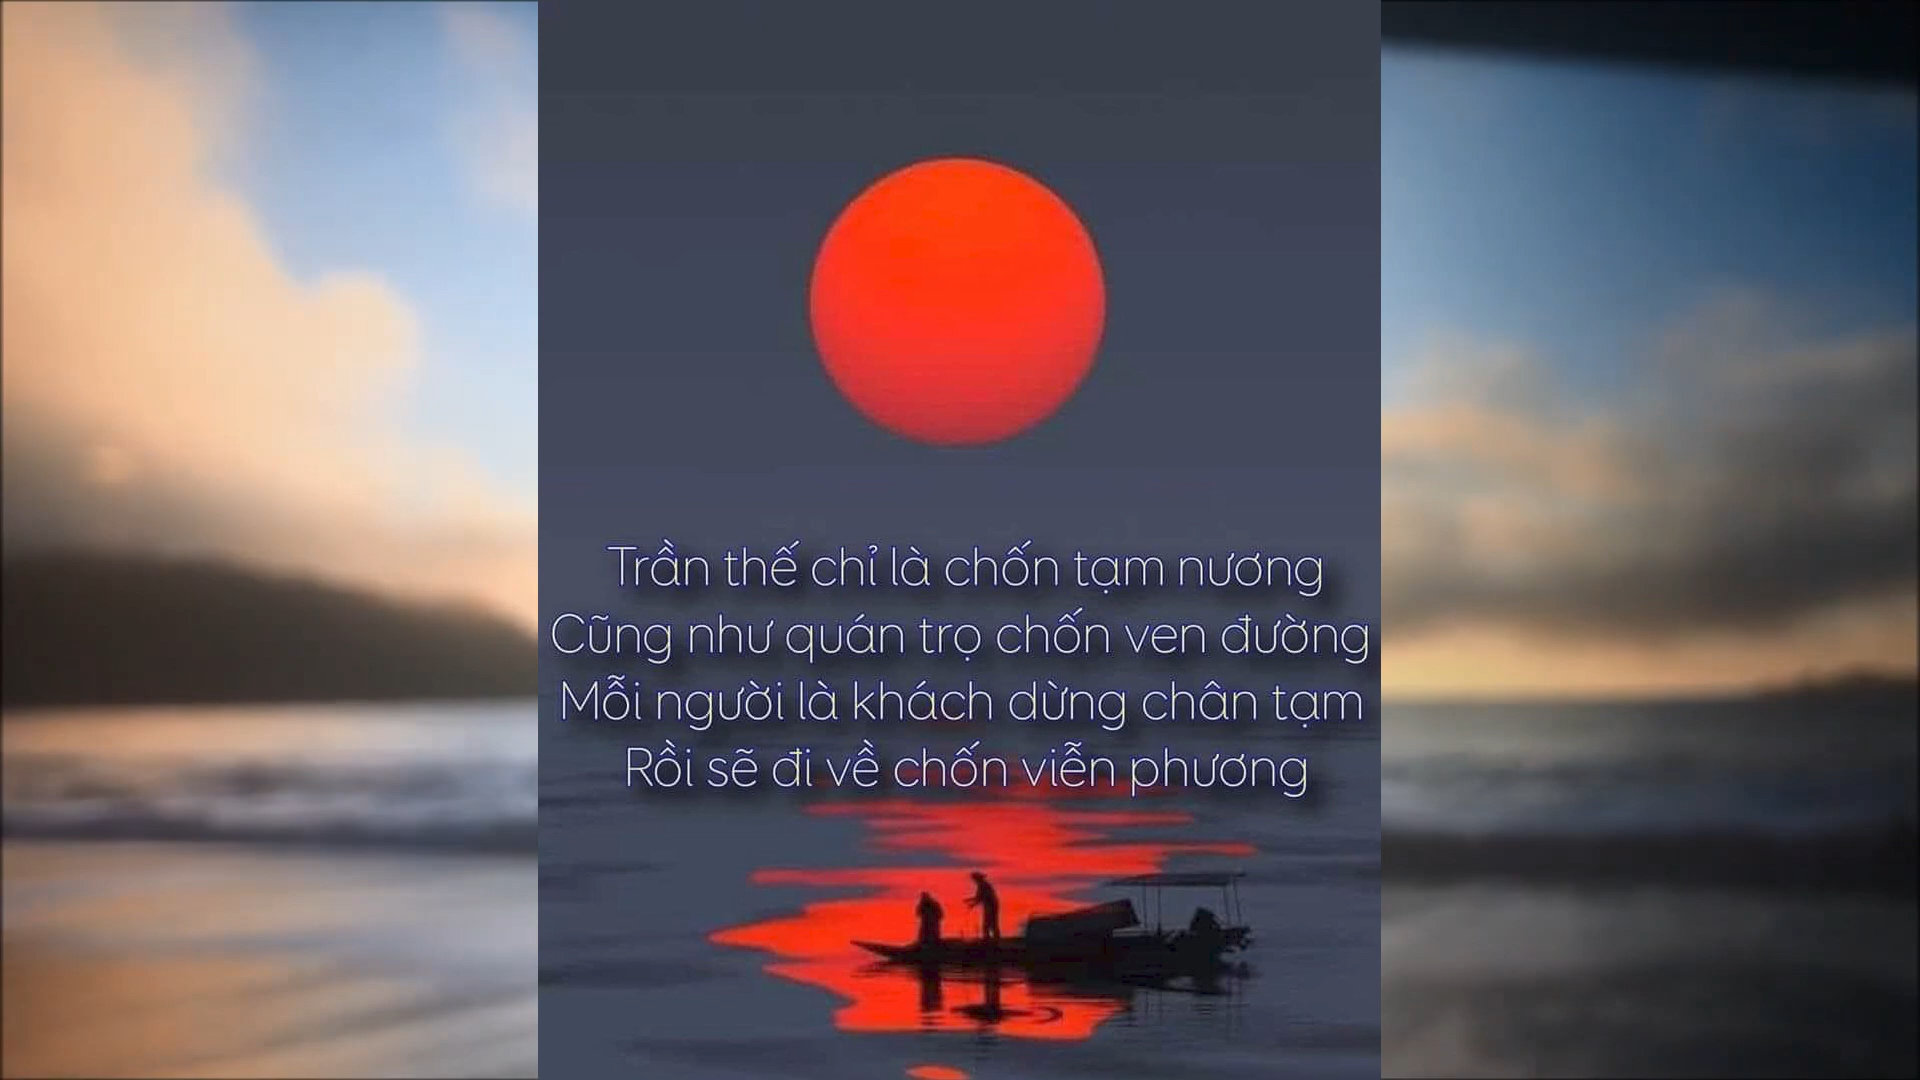 Trần thế chỉ là chốn tạm nương
Cũng như quán trọ chốn ven đường
Mỗi người là khách dừng chân tạm
Rồi sẽ đi về chốn viễn phương